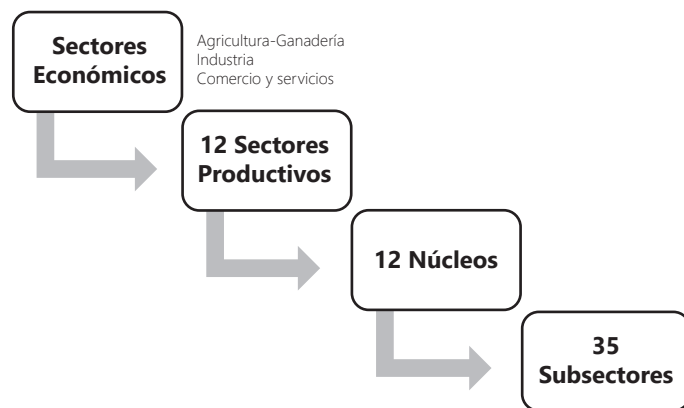 Sectores
Económicos
Agricultura-Ganadería
Industria
Comercio y servicios
12 Sectores
Productivos
12 Núcleos
35
Subsectores